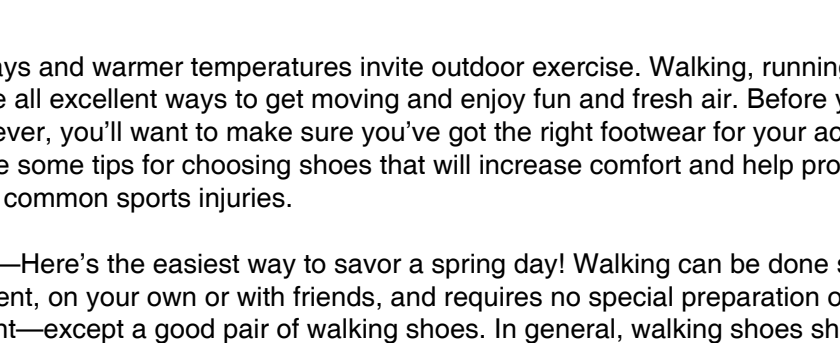 ays and warmer temperatures invite outdoor exercise. Walking, running
e all excellent ways to get moving and enjoy fun and fresh air. Before y
ever, you’ll want to make sure you’ve got the right footwear for your ac
e some tips for choosing shoes that will increase comfort and help pro
common sports injuries.
—Here’s the easiest way to savor a spring day! Walking can be done s
ent, on your own or with friends, and requires no special preparation o
nt—except a good pair of walking shoes. In general, walking shoes sh